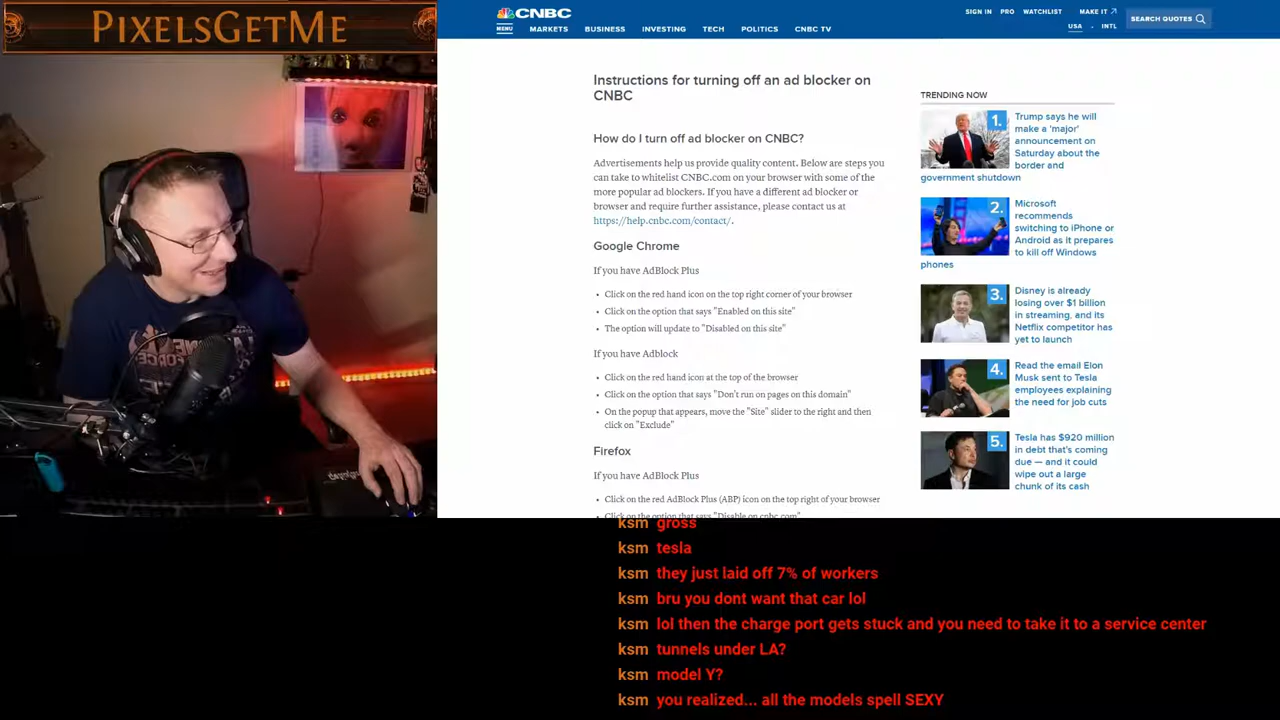 PIXELSGETME
CNBC
SIGN IN PRO WATCHLIST MAKE IT
SEARCH QUOTES
USA - INTL
MENU MARKETS BUSINESS INVESTING TECH POLITICS CNBC TV
Instructions for turning off an ad blocker on
CNBC
How do I turn off ad blocker on CNBC?
Advertisements help us provide quality content. Below are steps you
can take to whitelist CNBC.com on your browser with some of the
more popular ad blockers. If you have a different ad blocker or
browser and require further assistance, please contact us at
https://help.cnbc.com/contact/.
Google Chrome
If you have AdBlock Plus
• Click on the red hand icon on the top right corner of your browser
• Click on the option that says "Enabled on this site"
• The option will update to "Disabled on this site"
If you have Adblock
• Click on the red hand icon at the top of the browser
• Click on the option that says "Don't run on pages on this domain"
• On the popup that appears, move the "Site" slider to the right and then
click on "Exclude"
Firefox
If you have AdBlock Plus
• Click on the red AdBlock Plus (ABP) icon on the top right of your browser
• Click on the option that says "Disable on cnbc.com"
TRENDING NOW
1.
Trump says he will
make a 'major'
announcement on
Saturday about the
border and
government shutdown
2.
Microsoft
recommends
switching to iPhone or
Android as it prepares
to kill off Windows
phones
3.
Disney is already
losing over $1 billion
in streaming, and its
Netflix competitor has
yet to launch
4.
Read the email Elon
Musk sent to Tesla
employees explaining
the need for job cuts
5.
Tesla has $920 million
in debt that's coming
due — and it could
wipe out a large
chunk of its cash
ksm gross
ksm tesla
ksm they just laid off 7% of workers
ksm bru you dont want that car lol
ksm lol then the charge port gets stuck and you need to take it to a service center
ksm tunnels under LA?
ksm model Y?
ksm you realized... all the models spell SEXY